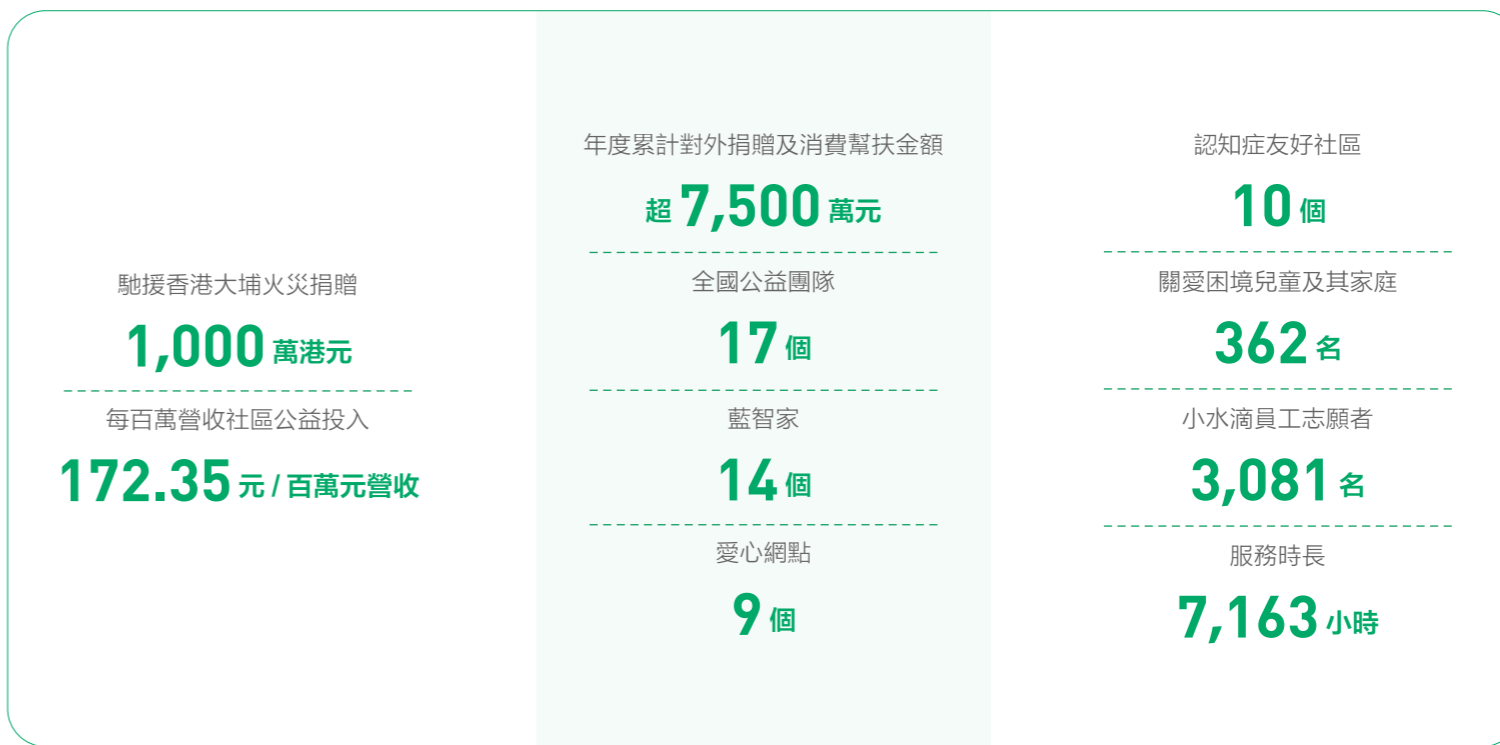 馳援香港大埔火災捐贈
1,000 萬港元
每百萬營收社區公益投入
172.35 元 / 百萬元營收
年度累計對外捐贈及消費幫扶金額
超 7,500 萬元
全國公益團隊
17 個
藍智家
14 個
愛心網點
9 個
認知症友好社區
10 個
關愛困境兒童及其家庭
362 名
小水滴員工志願者
3,081 名
服務時長
7,163 小時